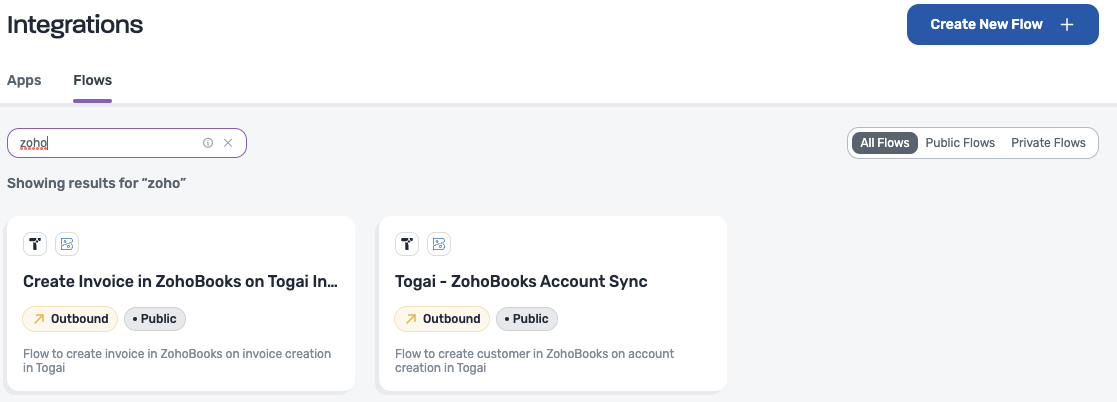 Integrations
Create New Flow
Apps
Flows
zoho
All Flows
Public Flows
Private Flows
Showing results for “zoho”
Create Invoice in ZohoBooks on Togai In...
Outbound
• Public
Flow to create invoice in ZohoBooks on invoice creation
in Togai
Togai - ZohoBooks Account Sync
Outbound
• Public
Flow to create customer in ZohoBooks on account
creation in Togai